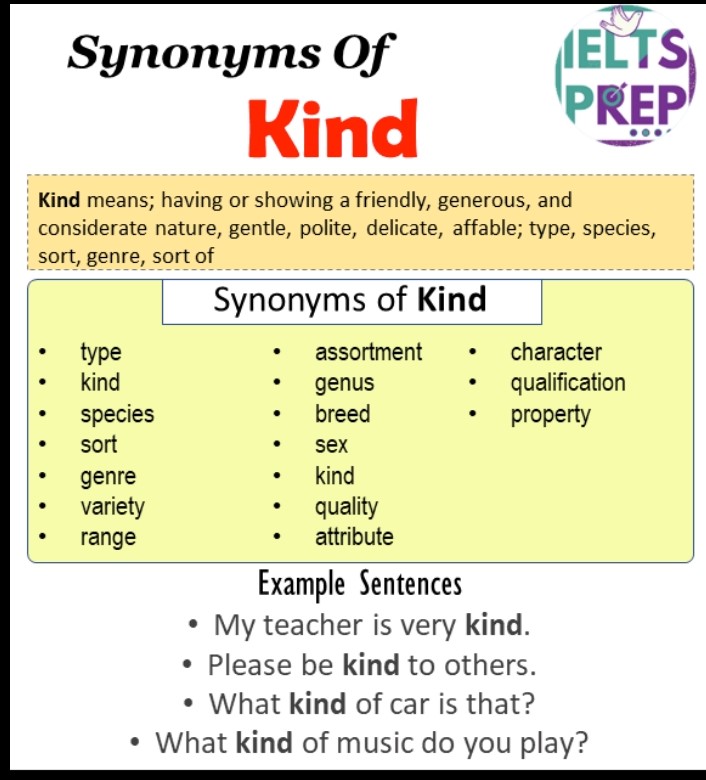 Synonyms Of
Kind
IELTS
PREP
Kind means; having or showing a friendly, generous, and
considerate nature, gentle, polite, delicate, affable; type, species,
sort, genre, sort of
Synonyms of Kind
• type
• kind
• species
• sort
• genre
• variety
• range
• assortment
• genus
• breed
• sex
• kind
• quality
• attribute
• character
• qualification
• property
Example Sentences
• My teacher is very kind.
• Please be kind to others.
• What kind of car is that?
• What kind of music do you play?